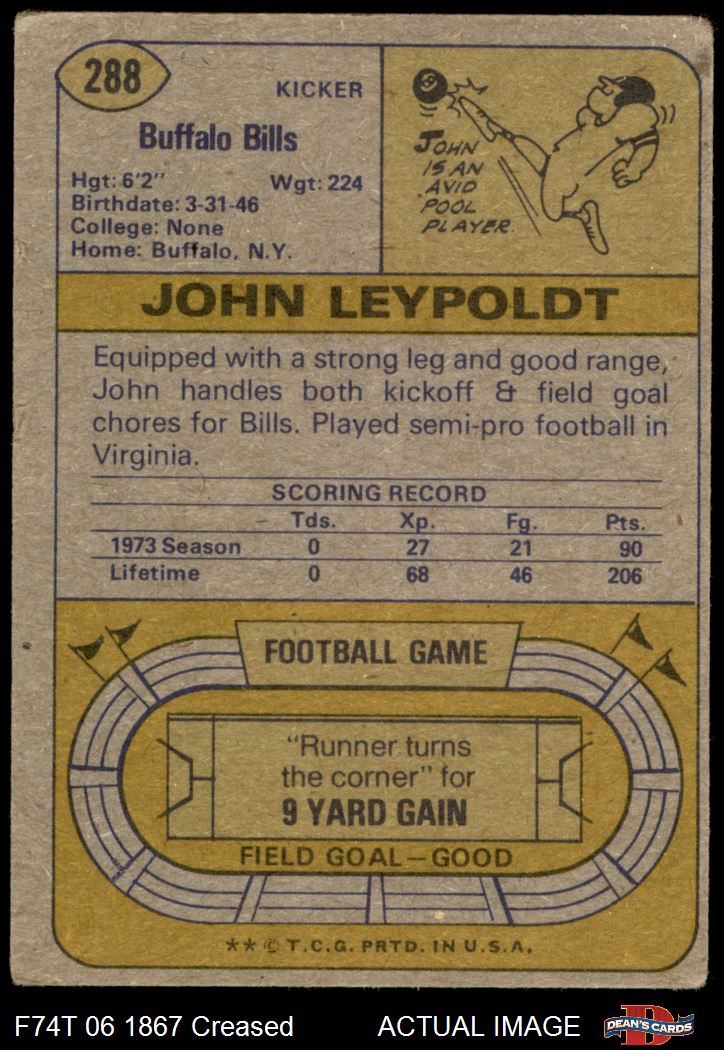 288
KICKER
Buffalo Bills
Hgt: 6'2" Wgt: 224
Birthdate: 3-31-46
College: None
Home: Buffalo, N.Y.
8
JOHN
IS AN
AVID
POOL
PLAYER.
JOHN LEYPOLDT
Equipped with a strong leg and good range,
John handles both kickoff & field goal
chores for Bills. Played semi-pro football in
Virginia.
SCORING RECORD
Tds. Xp. Fg. Pts.
1973 Season 0 27 21 90
Lifetime 0 68 46 206
FOOTBALL GAME
"Runner turns
the corner" for
9 YARD GAIN
FIELD GOAL—GOOD
** © T.C.G. PRTD. IN U.S.A.
F74T 06 1867 Creased ACTUAL IMAGE
D
DEAN'S CARDS